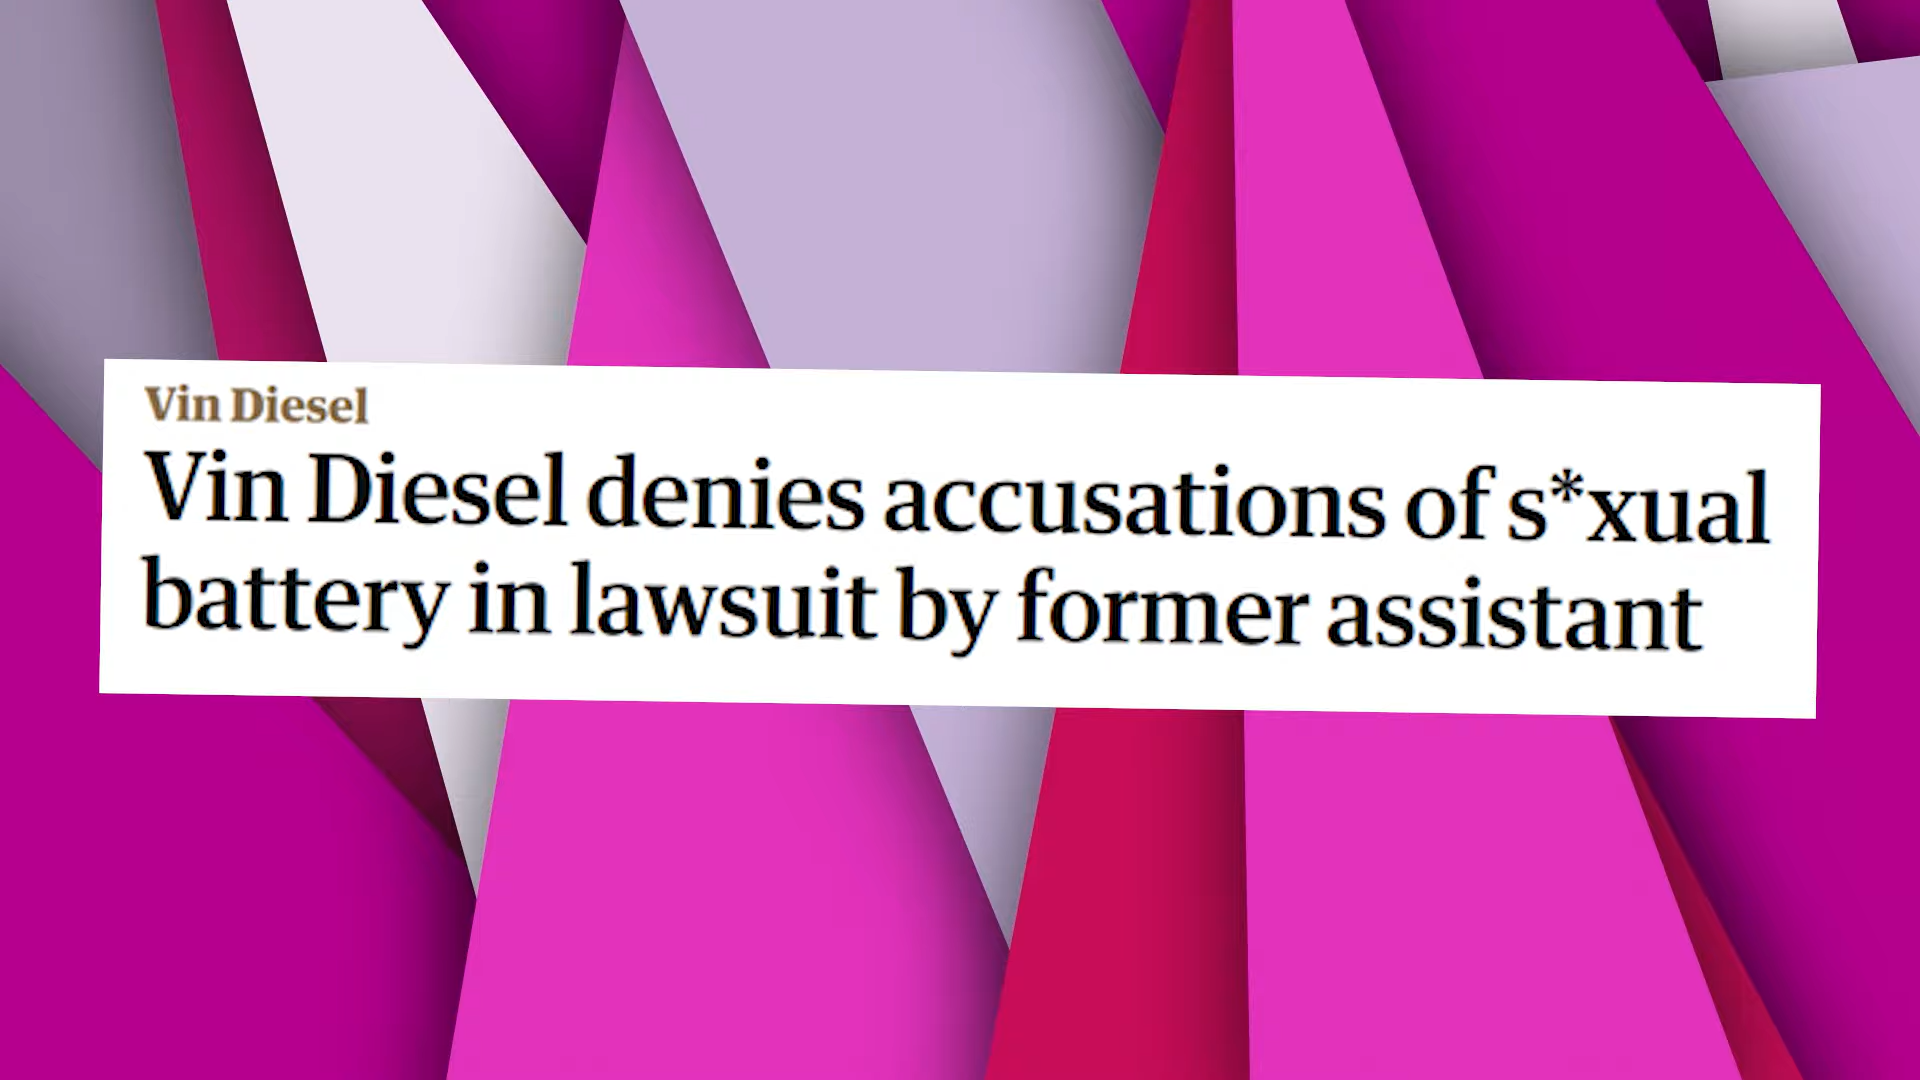 Vin Diesel
Vin Diesel denies accusations of s*xual
battery in lawsuit by former assistant